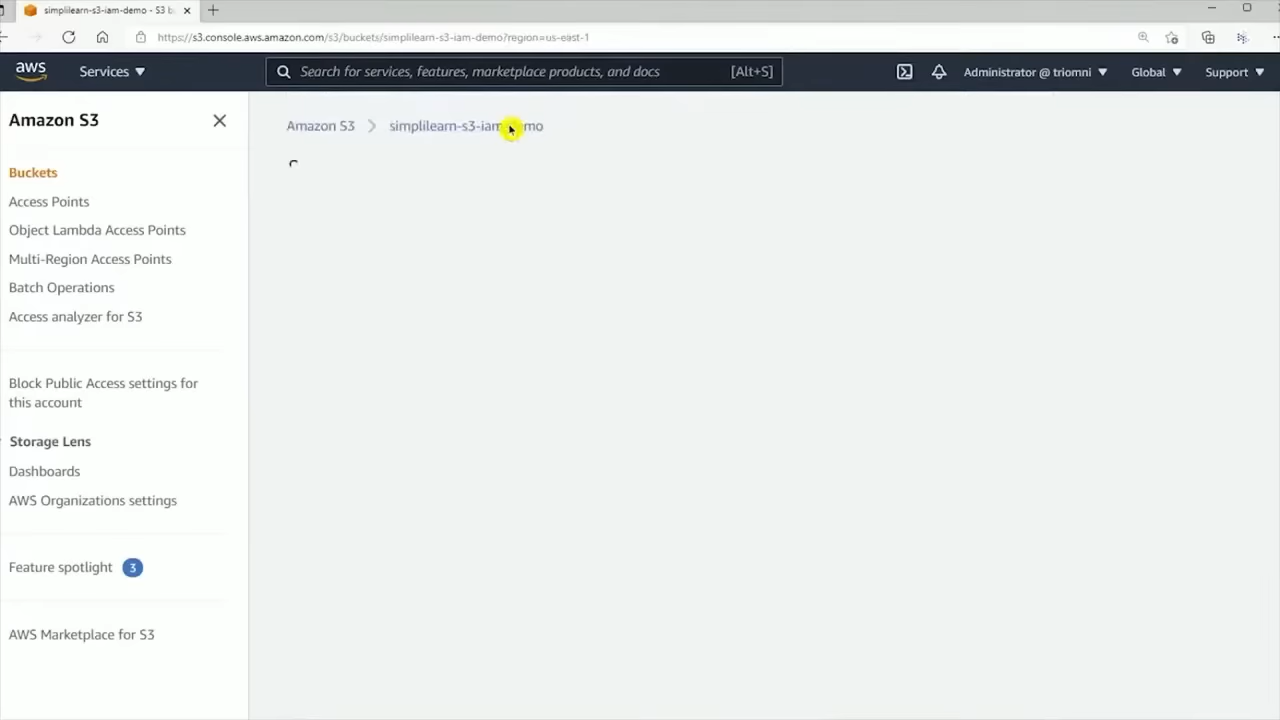 simplilearn-s3-iam-demo - S3 b
https://s3.console.aws.amazon.com/s3/buckets/simplilearn-s3-iam-demo?region=us-east-1
aws
Services
Search for services, features, marketplace products, and docs
[Alt+S]
Administrator @ triomni
Global
Support
Amazon S3
Amazon S3
simplilearn-s3-iam mo
Buckets
Access Points
Object Lambda Access Points
Multi-Region Access Points
Batch Operations
Access analyzer for S3
Block Public Access settings for
this account
Storage Lens
Dashboards
AWS Organizations settings
Feature spotlight 3
AWS Marketplace for S3